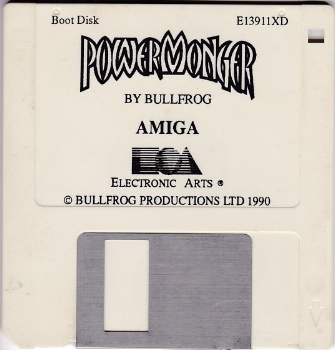 Boot Disk E13911XD
POWERMONGER
BY BULLFROG
AMIGA
ELECTRONIC ARTS ®
© BULLFROG PRODUCTIONS LTD 1990